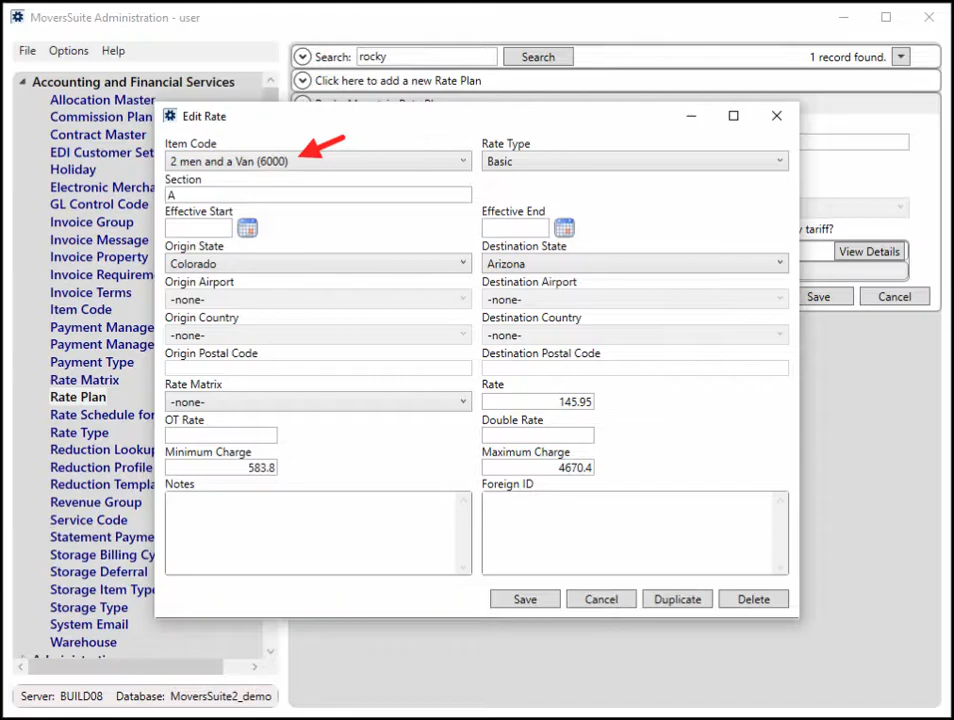 MoversSuite Administration - user
File Options Help
Search: rocky Search 1 record found.
Click here to add a new Rate Plan
Accounting and Financial Services
Allocation Master
Commission Plan
Contract Master
EDI Customer Set
Holiday
Electronic Mercha
GL Control Code
Invoice Group
Invoice Message
Invoice Property
Invoice Requirem
Invoice Terms
Item Code
Payment Manage
Payment Manage
Payment Type
Rate Matrix
Rate Plan
Rate Schedule for
Rate Type
Reduction Lookup
Reduction Profile
Reduction Templa
Revenue Group
Service Code
Statement Payme
Storage Billing Cy
Storage Deferral
Storage Item Type
Storage Type
System Email
Warehouse
Edit Rate
Item Code Rate Type
2 men and a Van (6000) Basic
Section
A
Effective Start Effective End
Origin State Destination State
Colorado Arizona
Origin Airport Destination Airport
-none- -none-
Origin Country Destination Country
-none- -none-
Origin Postal Code Destination Postal Code
Rate Matrix Rate
-none- 145.95
OT Rate Double Rate
Minimum Charge Maximum Charge
583.8 4670.4
Notes Foreign ID
Save Cancel Duplicate Delete
y tariff?
View Details
Save Cancel
Server: BUILD08 Database: MoversSuite2_demo